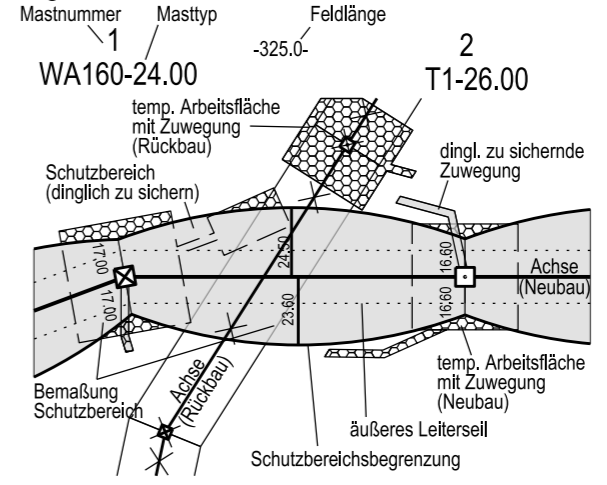 Mastnummer Masttyp Feldlänge
1 -325.0- 2
WA160-24.00 T1-26.00
temp. Arbeitsfläche
mit Zuwegung
(Rückbau)
dingl. zu sichernde
Zuwegung
Schutzbereich
(dinglich zu sichern)
17.00
24.50
16.60
Achse
(Neubau)
17.00
23.60
16.60
Bemaßung
Schutzbereich
Achse
(Rückbau)
temp. Arbeitsfläche
mit Zuwegung
(Neubau)
äußeres Leiterseil
Schutzbereichsbegrenzung